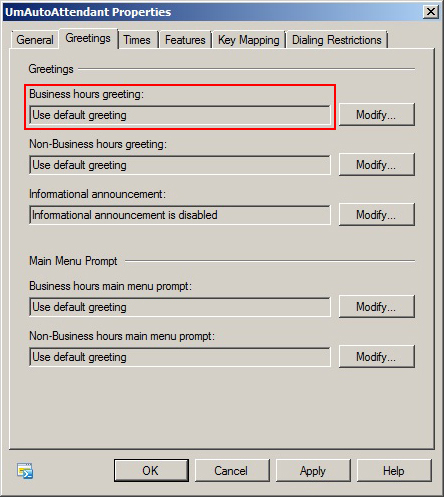 UmAutoAttendant Properties
General Greetings Times Features Key Mapping Dialing Restrictions
Greetings
Business hours greeting:
Use default greeting Modify...
Non-Business hours greeting:
Use default greeting Modify...
Informational announcement:
Informational announcement is disabled Modify...
Main Menu Prompt
Business hours main menu prompt:
Use default greeting Modify...
Non-Business hours main menu prompt:
Use default greeting Modify...
OK Cancel Apply Help